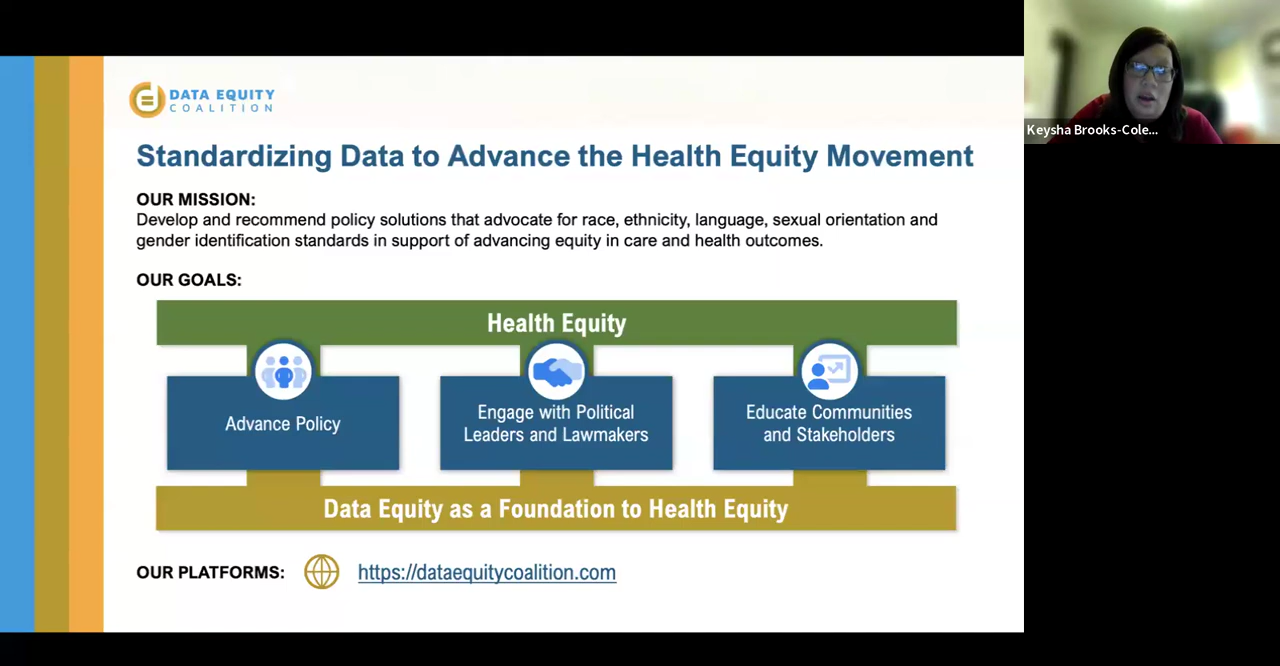 DATA EQUITY
COALITION
Standardizing Data to Advance the Health Equity Movement
OUR MISSION:
Develop and recommend policy solutions that advocate for race, ethnicity, language, sexual orientation and
gender identification standards in support of advancing equity in care and health outcomes.
OUR GOALS:
Health Equity
Advance Policy
Engage with Political
Leaders and Lawmakers
Educate Communities
and Stakeholders
Data Equity as a Foundation to Health Equity
OUR PLATFORMS: https://dataequitycoalition.com
Keysha Brooks-Cole...